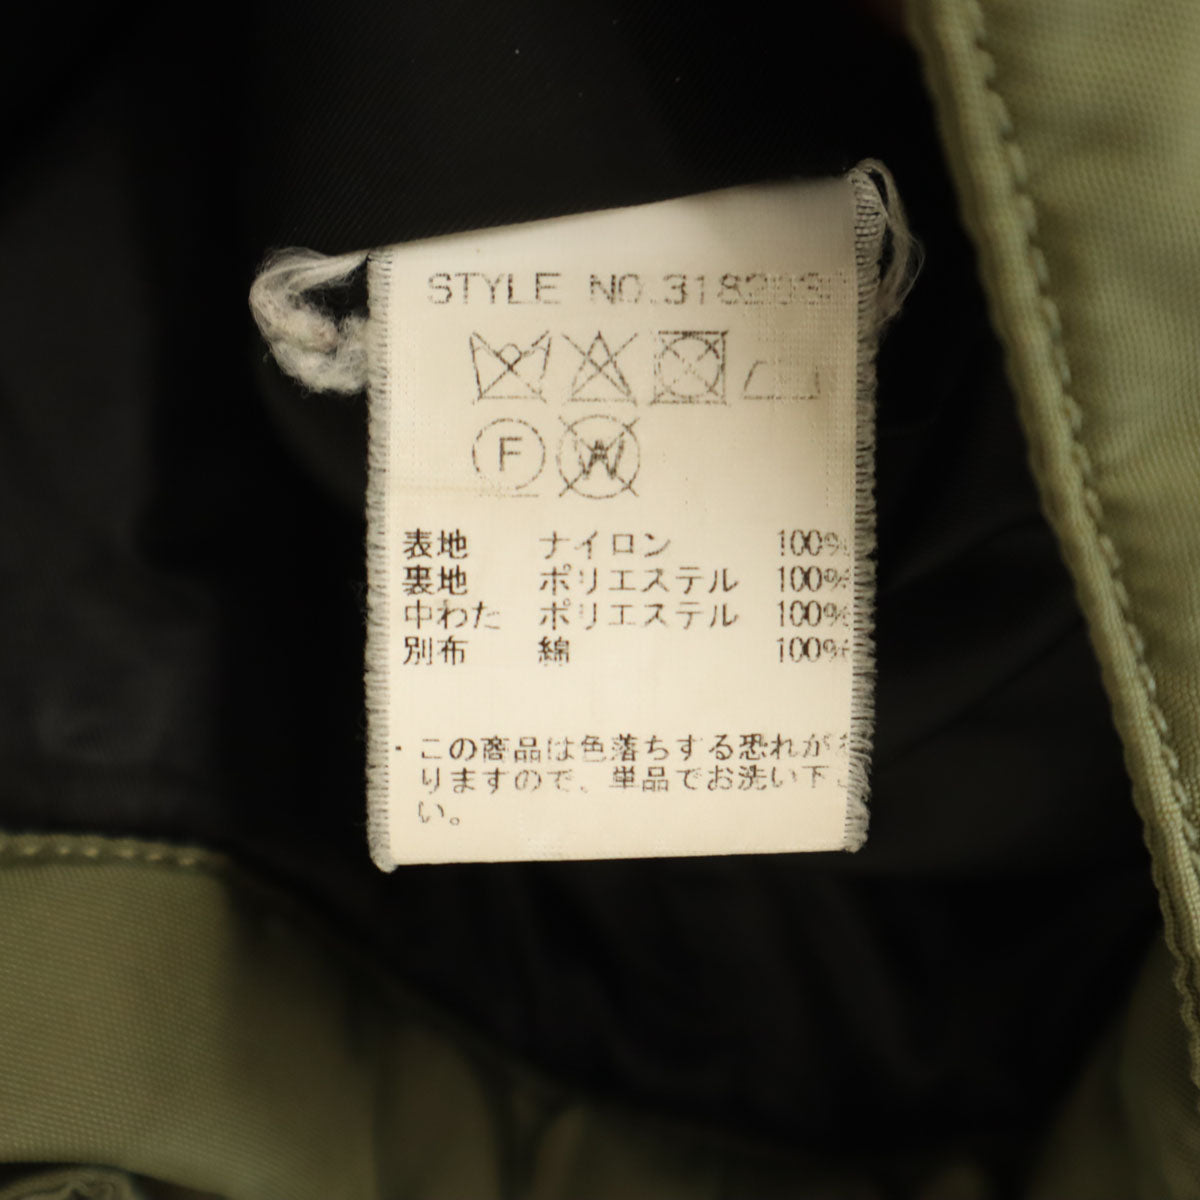 STYLE NO.
F
W
表地 ナイロン 100%
裏地 ポリエステル 100%
中わた ポリエステル 100%
別布 綿 100%
・この商品は色落ちする恐れが
りますので、単品でお洗い下
い。